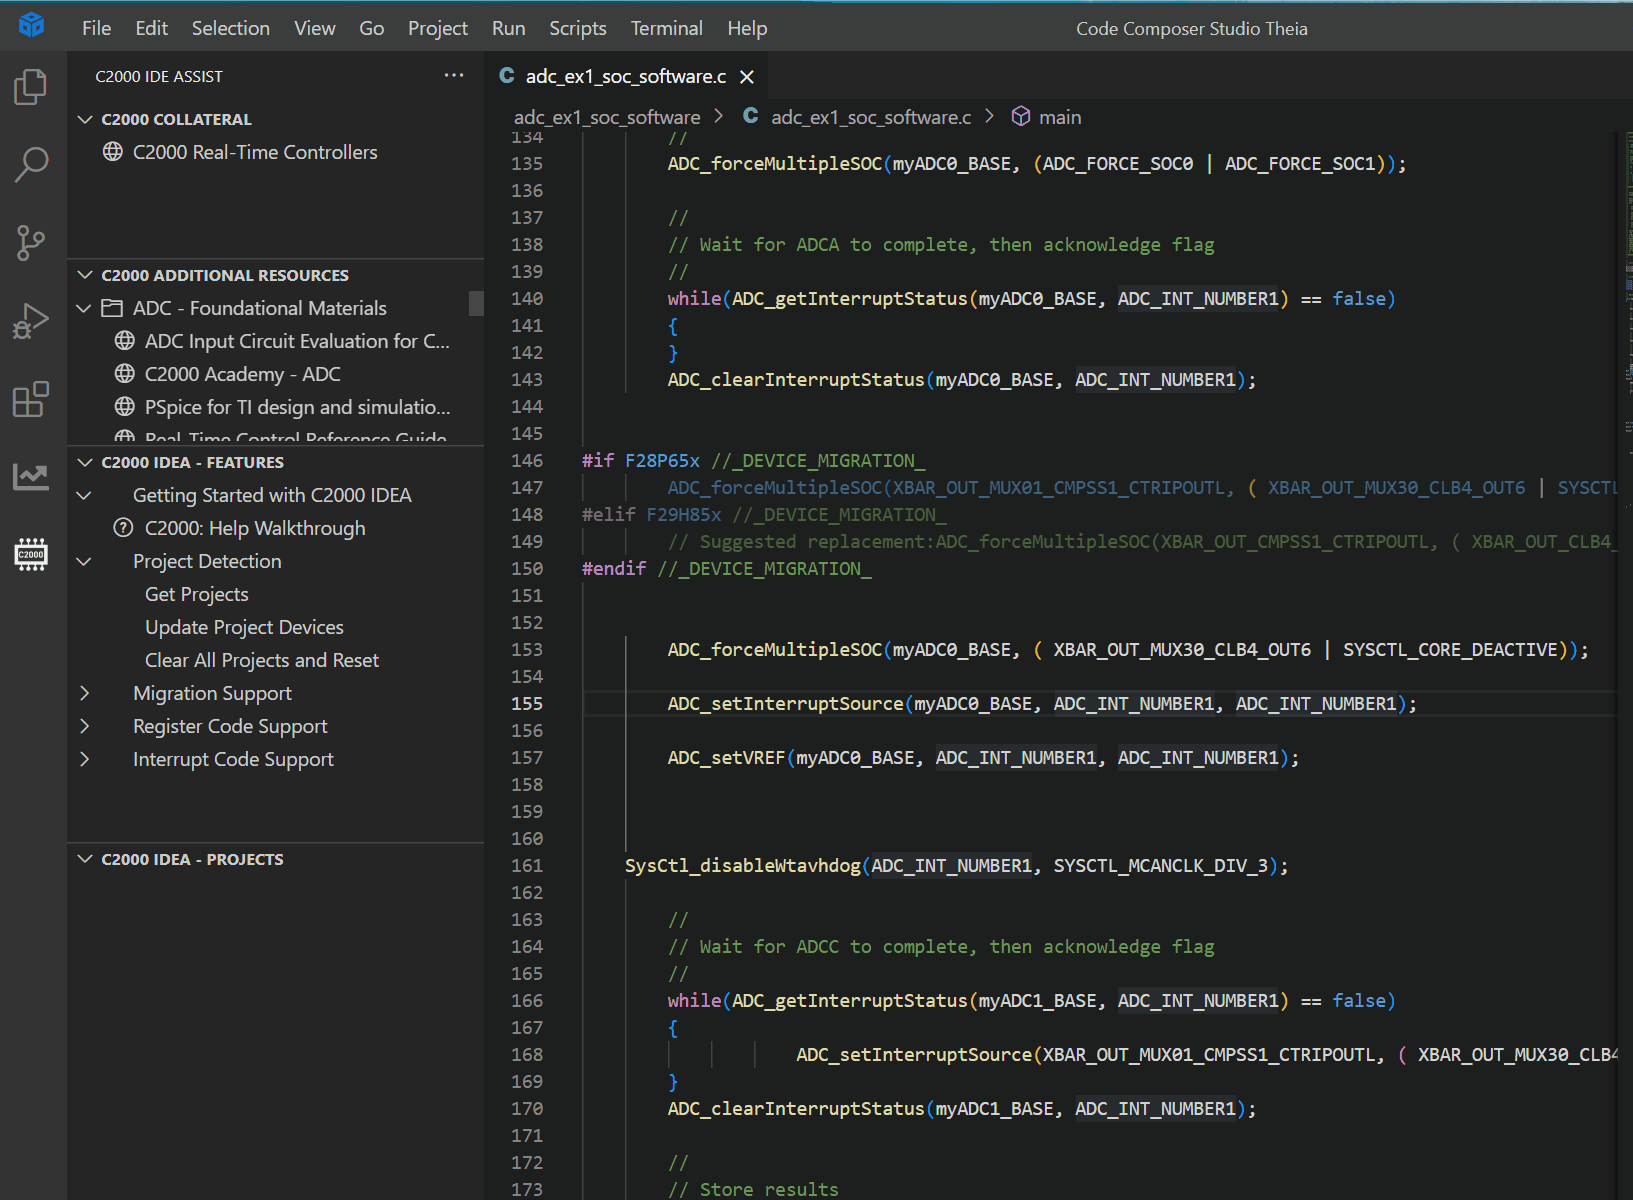 File Edit Selection View Go Project Run Scripts Terminal Help Code Composer Studio Theia
C2000 IDE ASSIST ...
C2000 COLLATERAL
C2000 Real-Time Controllers
C2000 ADDITIONAL RESOURCES
ADC - Foundational Materials
ADC Input Circuit Evaluation for C...
C2000 Academy - ADC
PSpice for TI design and simulatio...
Real-Time Control Reference Guide
C2000 IDEA - FEATURES
Getting Started with C2000 IDEA
C2000: Help Walkthrough
C2000
Project Detection
Get Projects
Update Project Devices
Clear All Projects and Reset
Migration Support
Register Code Support
Interrupt Code Support
C2000 IDEA - PROJECTS
C adc_ex1_soc_software.c
adc_ex1_soc_software > C adc_ex1_soc_software.c > main
134 //
135 ADC_forceMultipleSOC(myADC0_BASE, (ADC_FORCE_SOC0 | ADC_FORCE_SOC1));
136
137 //
138 // Wait for ADCA to complete, then acknowledge flag
139 //
140 while(ADC_getInterruptStatus(myADC0_BASE, ADC_INT_NUMBER1) == false)
141 {
142 }
143 ADC_clearInterruptStatus(myADC0_BASE, ADC_INT_NUMBER1);
144
145
146 #if F28P65x //_DEVICE_MIGRATION_
147 ADC_forceMultipleSOC(XBAR_OUT_MUX01_CMPSS1_CTRIPOUTL, ( XBAR_OUT_MUX30_CLB4_OUT6 | SYSCTL
148 #elif F29H85x //_DEVICE_MIGRATION_
149 // Suggested replacement:ADC_forceMultipleSOC(XBAR_OUT_CMPSS1_CTRIPOUTL, ( XBAR_OUT_CLB4_
150 #endif //_DEVICE_MIGRATION_
151
152
153 ADC_forceMultipleSOC(myADC0_BASE, ( XBAR_OUT_MUX30_CLB4_OUT6 | SYSCTL_CORE_DEACTIVE));
154
155 ADC_setInterruptSource(myADC0_BASE, ADC_INT_NUMBER1, ADC_INT_NUMBER1);
156
157 ADC_setVREF(myADC0_BASE, ADC_INT_NUMBER1, ADC_INT_NUMBER1);
158
159
160
161 SysCtl_disableWtavhdog(ADC_INT_NUMBER1, SYSCTL_MCANCLK_DIV_3);
162
163 //
164 // Wait for ADCC to complete, then acknowledge flag
165 //
166 while(ADC_getInterruptStatus(myADC1_BASE, ADC_INT_NUMBER1) == false)
167 {
168 ADC_setInterruptSource(XBAR_OUT_MUX01_CMPSS1_CTRIPOUTL, ( XBAR_OUT_MUX30_CLB4
169 }
170 ADC_clearInterruptStatus(myADC1_BASE, ADC_INT_NUMBER1);
171
172 //
173 // Store results